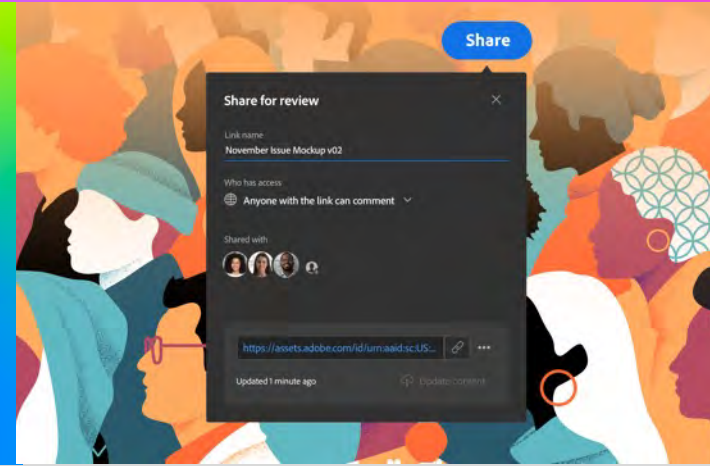 Share
Share for review
Link name
November Issue Mockup v02
Who has access
Anyone with the link can comment
Shared with
https://assets.adobe.com/id/urn:aaid:sc:US:...
Updated 1 minute ago
Update content